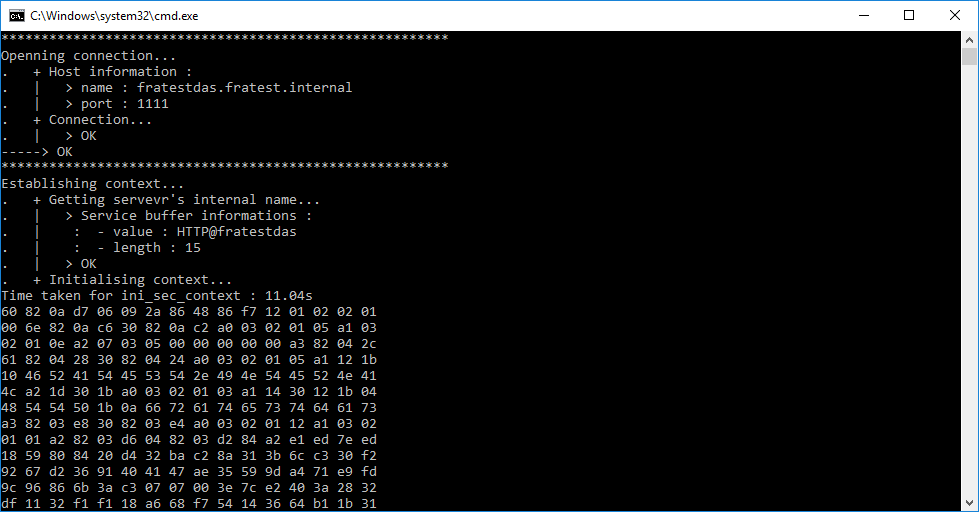 C:\Windows\system32\cmd.exe
********************************************************
Openning connection...
.   + Host information :
.   |   > name : fratestdas.fratest.internal
.   |   > port : 1111
.   + Connection...
.   |   > OK
-----> OK
********************************************************
Establishing context...
.   + Getting servevr's internal name...
.   |   > Service buffer informations :
.   |    :  - value : HTTP@fratestdas
.   |    :  - length : 15
.   |   > OK
.   + Initialising context...
Time taken for ini_sec_context : 11.04s
60 82 0a d7 06 09 2a 86 48 86 f7 12 01 02 02 01
00 6e 82 0a c6 30 82 0a c2 a0 03 02 01 05 a1 03
02 01 0e a2 07 03 05 00 00 00 00 00 a3 82 04 2c
61 82 04 28 30 82 04 24 a0 03 02 01 05 a1 12 1b
10 46 52 41 54 45 53 54 2e 49 4e 54 45 52 4e 41
4c a2 1d 30 1b a0 03 02 01 03 a1 14 30 12 1b 04
48 54 54 50 1b 0a 66 72 61 74 65 73 74 64 61 73
a3 82 03 e8 30 82 03 e4 a0 03 02 01 12 a1 03 02
01 01 a2 82 03 d6 04 82 03 d2 84 a2 e1 ed 7e ed
18 59 80 84 20 d4 32 ba c2 8a 31 3b 6c c3 30 f2
92 67 d2 36 91 40 41 47 ae 35 59 9d a4 71 e9 fd
9c 96 86 6b 3a c3 07 07 00 3e 7c e2 40 3a 28 32
df 11 32 f1 f1 18 a6 68 f7 54 14 36 64 b1 1b 31